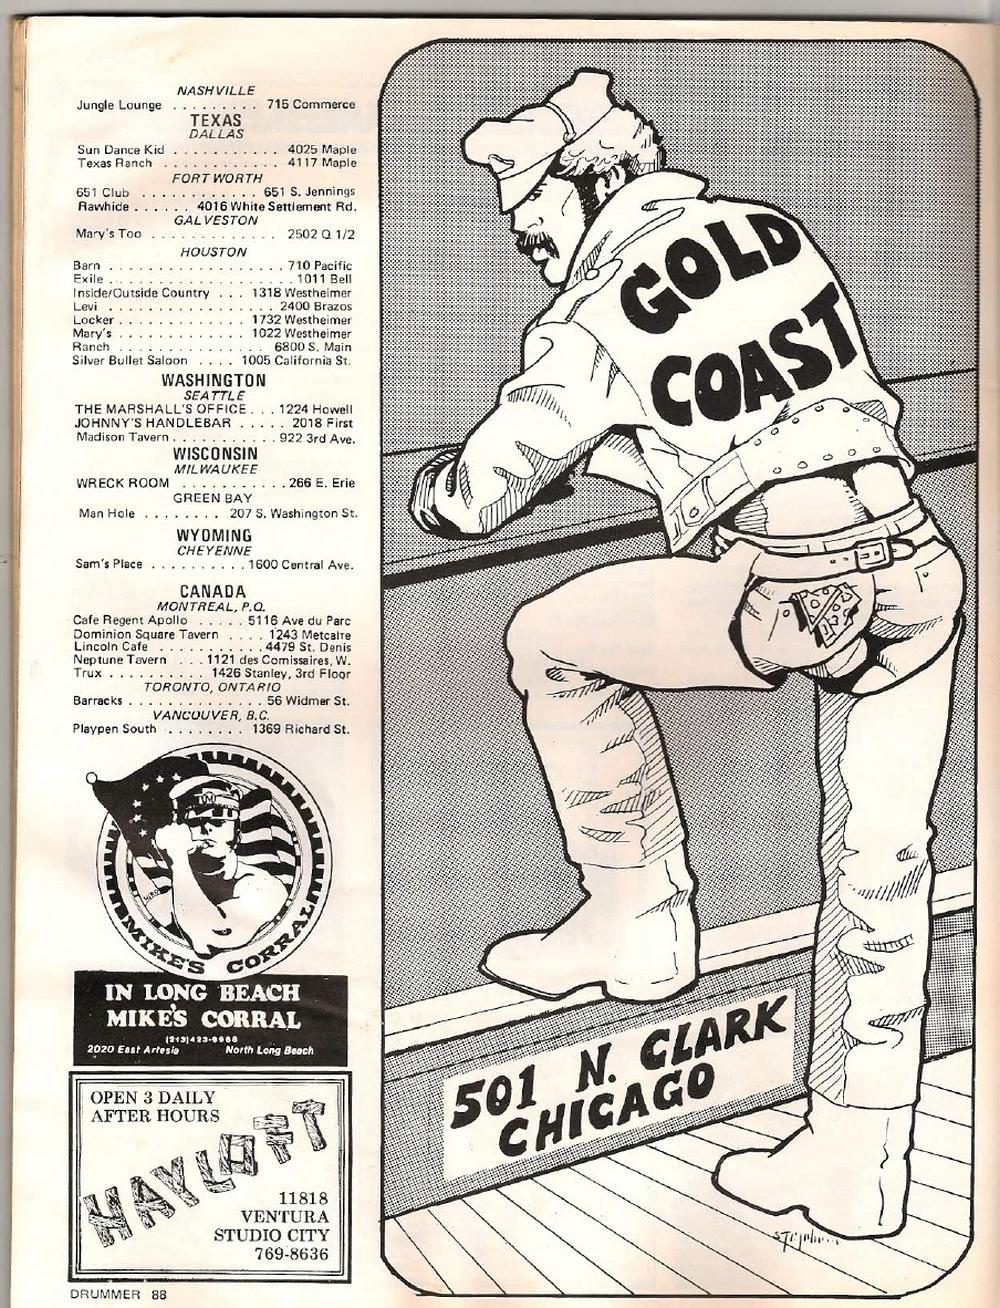 NASHVILLE
Jungle Lounge ......... 715 Commerce
TEXAS
DALLAS
Sun Dance Kid ........... 4025 Maple
Texas Ranch ............ 4117 Maple
FORT WORTH
651 Club ............ 651 S. Jennings
Rawhide ...... 4016 White Settlement Rd.
GALVESTON
Mary's Too ............. 2502 Q 1/2
HOUSTON
Barn .................. 710 Pacific
Exile .................... 1011 Bell
Inside/Outside Country ... 1318 Westheimer
Levi .................. 2400 Brazos
Locker ............. 1732 Westheimer
Mary's ............. 1022 Westheimer
Ranch ................ 6800 S. Main
Silver Bullet Saloon .... 1005 California St.
WASHINGTON
SEATTLE
THE MARSHALL'S OFFICE ... 1224 Howell
JOHNNY'S HANDLEBAR ..... 2018 First
Madison Tavern ........... 922 3rd Ave.
WISCONSIN
MILWAUKEE
WRECK ROOM ........... 266 E. Erie
GREEN BAY
Man Hole ........ 207 S. Washington St.
WYOMING
CHEYENNE
Sam's Place .......... 1600 Central Ave.
CANADA
MONTREAL, P.Q.
Cafe Regent Apollo ..... 5116 Ave du Parc
Dominion Square Tavern .... 1243 Metcalfe
Lincoln Cafe ............ 4479 St. Denis
Neptune Tavern ... 1121 des Comissaires, W.
Trux .......... 1426 Stanley, 3rd Floor
TORONTO, ONTARIO
Barracks .............. 56 Widmer St.
VANCOUVER, B.C.
Playpen South ........ 1369 Richard St.
MIKE'S CORRAL
IN LONG BEACH
MIKE'S CORRAL
2020 East Artesia North Long Beach
OPEN 3 DAILY
AFTER HOURS
HAYLOFT
11818
VENTURA
STUDIO CITY
769-8636
DRUMMER 88
GOLD
COAST
501 N. CLARK
CHICAGO